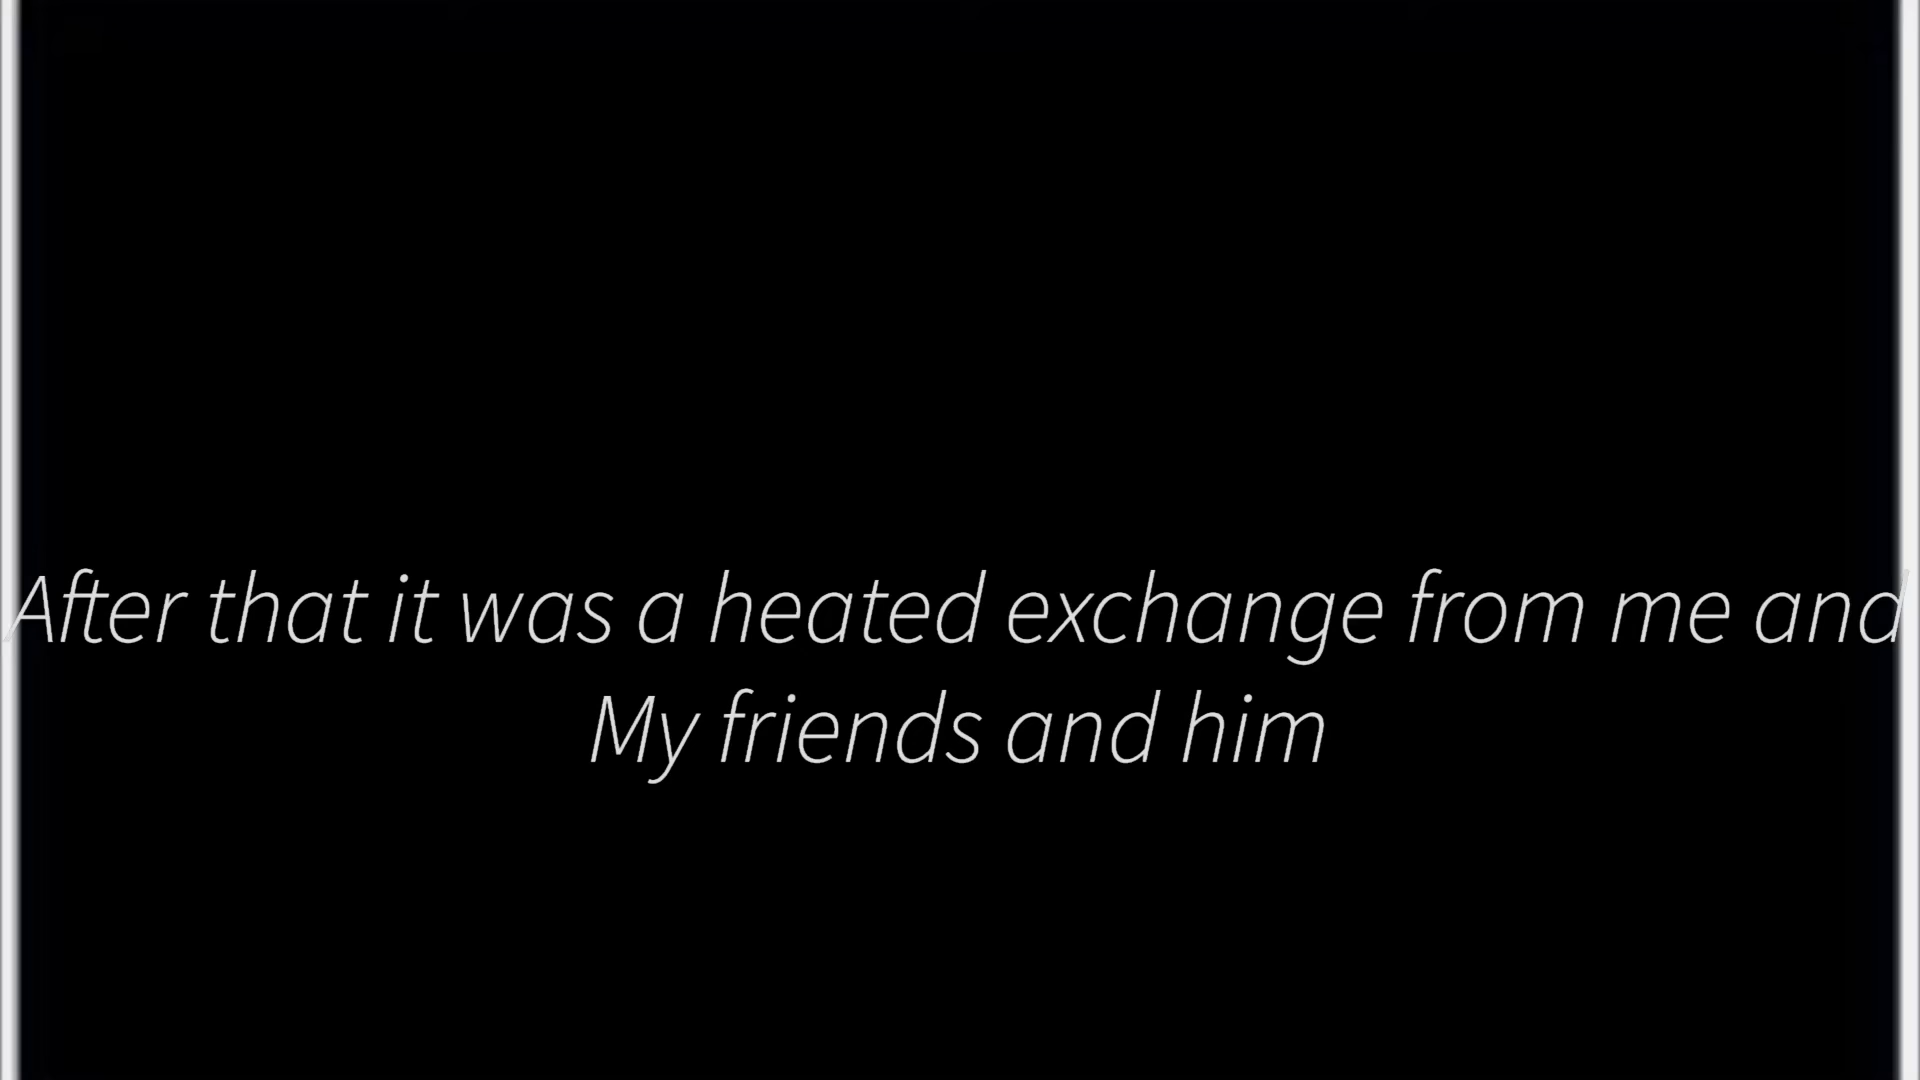 After that it was a heated exchange from me and
My friends and him